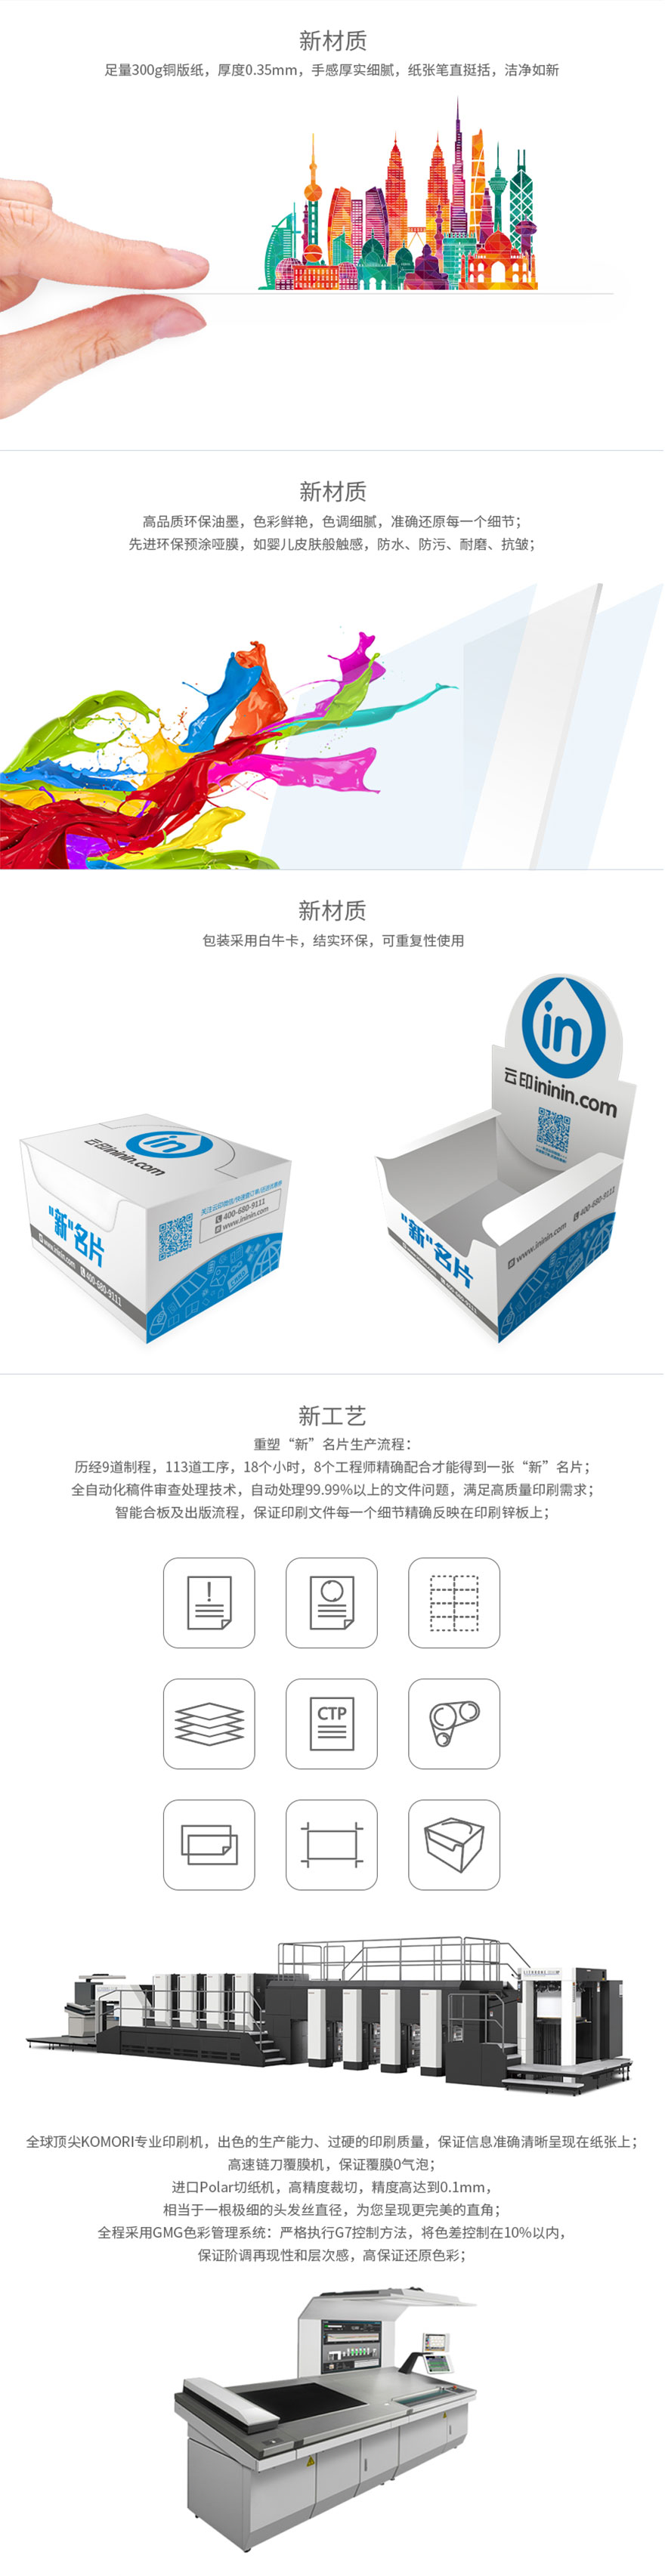 新材质
足量300g铜版纸，厚度0.35mm，手感厚实细腻，纸张笔直挺括，洁净如新
新材质
高品质环保油墨，色彩鲜艳，色调细腻，准确还原每一个细节；
先进环保预涂哑膜，如婴儿皮肤般触感，防水、防污、耐磨、抗皱；
新材质
包装采用白牛卡，结实环保，可重复性使用
in
云印ininin.com
in
云印ininin.com
400-680-9111
www.ininin.com
"新"名片
www.ininin.com 400-680-9111
400-680-9111
www.ininin.com
"新"名片
新工艺
重塑“新”名片生产流程：
历经9道制程，113道工序，18个小时，8个工程师精确配合才能得到一张“新”名片；
全自动化稿件审查处理技术，自动处理99.99%以上的文件问题，满足高质量印刷需求；
智能合板及出版流程，保证印刷文件每一个细节精确反映在印刷锌板上；
CTP
全球顶尖KOMORI专业印刷机，出色的生产能力、过硬的印刷质量，保证信息准确清晰呈现在纸张上；
高速链刀覆膜机，保证覆膜0气泡；
进口Polar切纸机，高精度裁切，精度高达到0.1mm，
相当于一根极细的头发丝直径，为您呈现更完美的直角；
全程采用GMG色彩管理系统：严格执行G7控制方法，将色差控制在10%以内，
保证阶调再现性和层次感，高保证还原色彩；